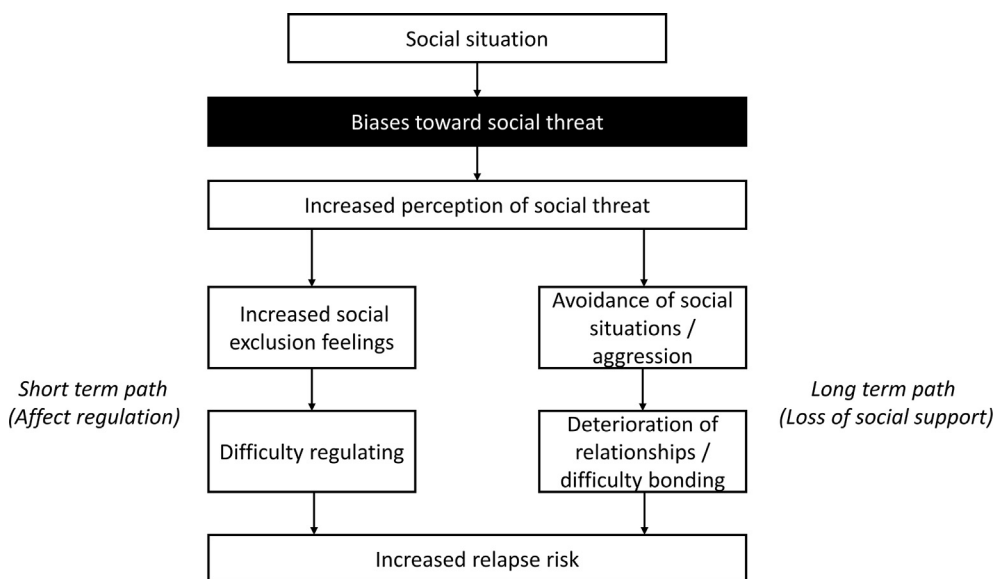 Social situation
Biases toward social threat
Increased perception of social threat
Increased social
exclusion feelings
Avoidance of social
situations /
aggression
Short term path
(Affect regulation)
Long term path
(Loss of social support)
Difficulty regulating
Deterioration of
relationships /
difficulty bonding
Increased relapse risk